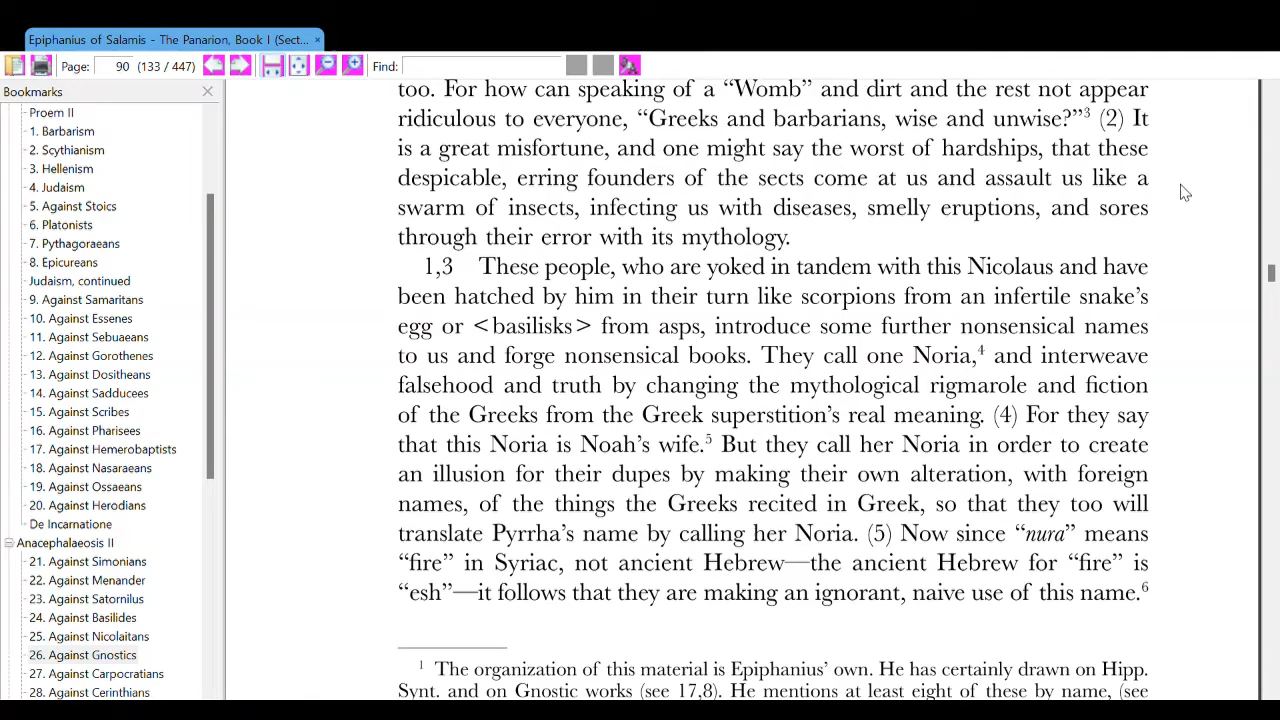 Epiphanius of Salamis - The Panarion, Book I (Sect... ×
Page: 90 (133 / 447) Find:
Bookmarks
Proem II
1. Barbarism
2. Scythianism
3. Hellenism
4. Judaism
5. Against Stoics
6. Platonists
7. Pythagoraeans
8. Epicureans
Judaism, continued
9. Against Samaritans
10. Against Essenes
11. Against Sebuaeans
12. Against Gorothenes
13. Against Dositheans
14. Against Sadducees
15. Against Scribes
16. Against Pharisees
17. Against Hemerobaptists
18. Against Nasaraeans
19. Against Ossaeans
20. Against Herodians
De Incarnatione
Anacephalaeosis II
21. Against Simonians
22. Against Menander
23. Against Satornilus
24. Against Basilides
25. Against Nicolaitans
26. Against Gnostics
27. Against Carpocratians
28. Against Cerinthians
too. For how can speaking of a “Womb” and dirt and the rest not appear
ridiculous to everyone, “Greeks and barbarians, wise and unwise?”³ (2) It
is a great misfortune, and one might say the worst of hardships, that these
despicable, erring founders of the sects come at us and assault us like a
swarm of insects, infecting us with diseases, smelly eruptions, and sores
through their error with its mythology.
1,3 These people, who are yoked in tandem with this Nicolaus and have
been hatched by him in their turn like scorpions from an infertile snake’s
egg or <basilisks> from asps, introduce some further nonsensical names
to us and forge nonsensical books. They call one Noria,⁴ and interweave
falsehood and truth by changing the mythological rigmarole and fiction
of the Greeks from the Greek superstition’s real meaning. (4) For they say
that this Noria is Noah’s wife.⁵ But they call her Noria in order to create
an illusion for their dupes by making their own alteration, with foreign
names, of the things the Greeks recited in Greek, so that they too will
translate Pyrrha’s name by calling her Noria. (5) Now since “nura” means
“fire” in Syriac, not ancient Hebrew—the ancient Hebrew for “fire” is
“esh”—it follows that they are making an ignorant, naive use of this name.⁶
¹ The organization of this material is Epiphanius’ own. He has certainly drawn on Hipp.
Synt. and on Gnostic works (see 17,8). He mentions at least eight of these by name, (see